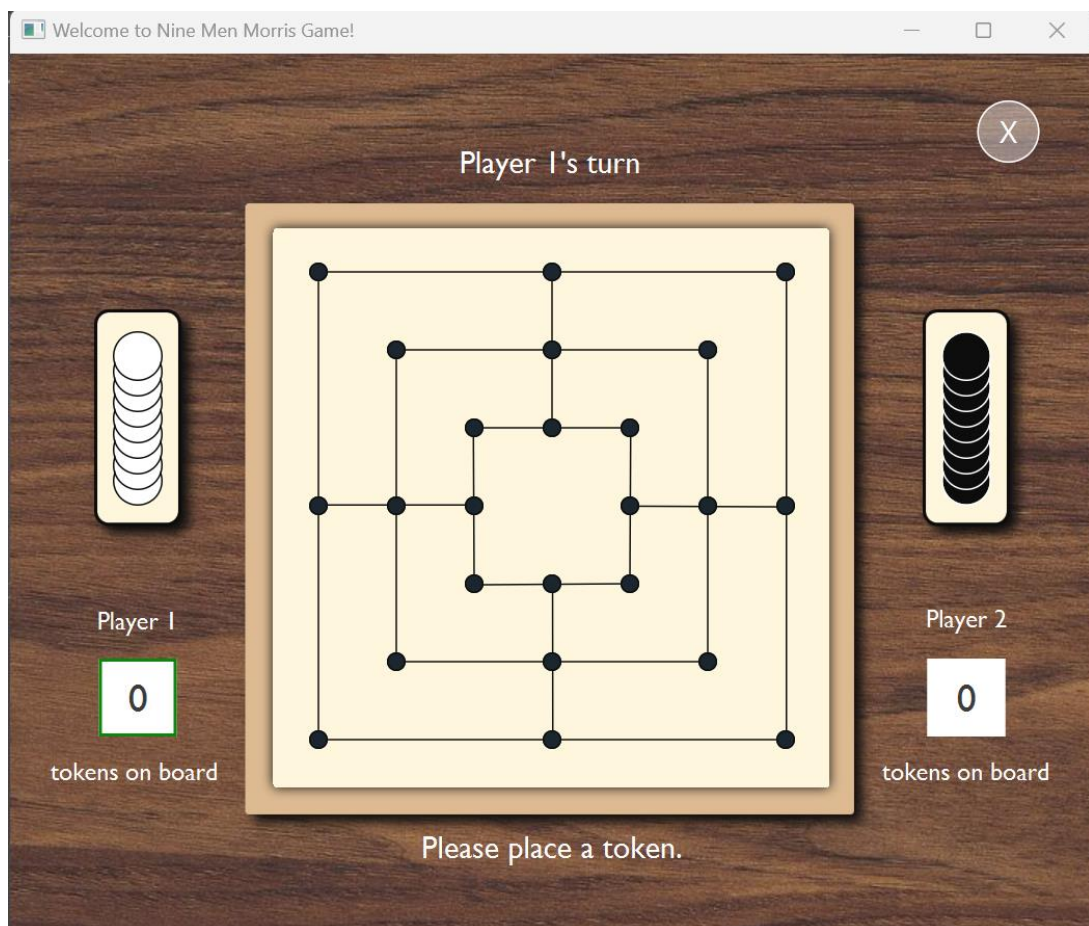 Welcome to Nine Men Morris Game!
X
Player 1's turn
Player 1
0
tokens on board
Player 2
0
tokens on board
Please place a token.